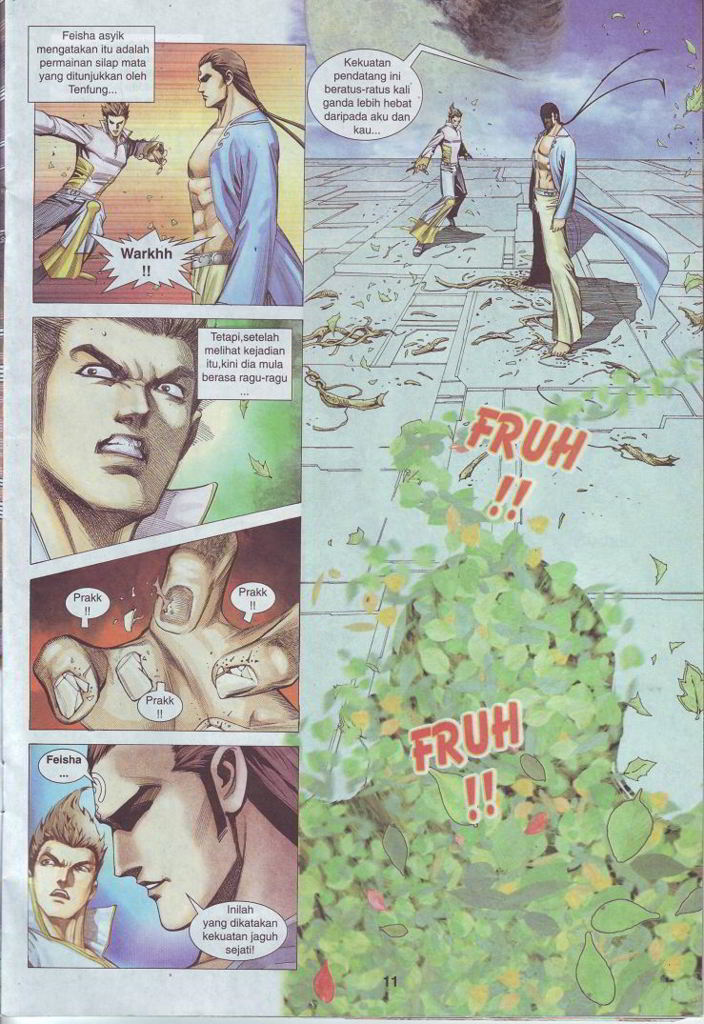 Feisha asyik
mengatakan itu adalah
permainan silap mata
yang ditunjukkan oleh
Tenfung...
Warkhh
!!
Tetapi,setelah
melihat kejadian
itu,kini dia mula
berasa ragu-ragu
...
Prakk
!!
Prakk
!!
Prakk
!!
Feisha
...
Inilah
yang dikatakan
kekuatan jaguh
sejati!
Kekuatan
pendatang ini
beratus-ratus kali
ganda lebih hebat
daripada aku dan
kau...
FRUH
!!
FRUH
!!
11